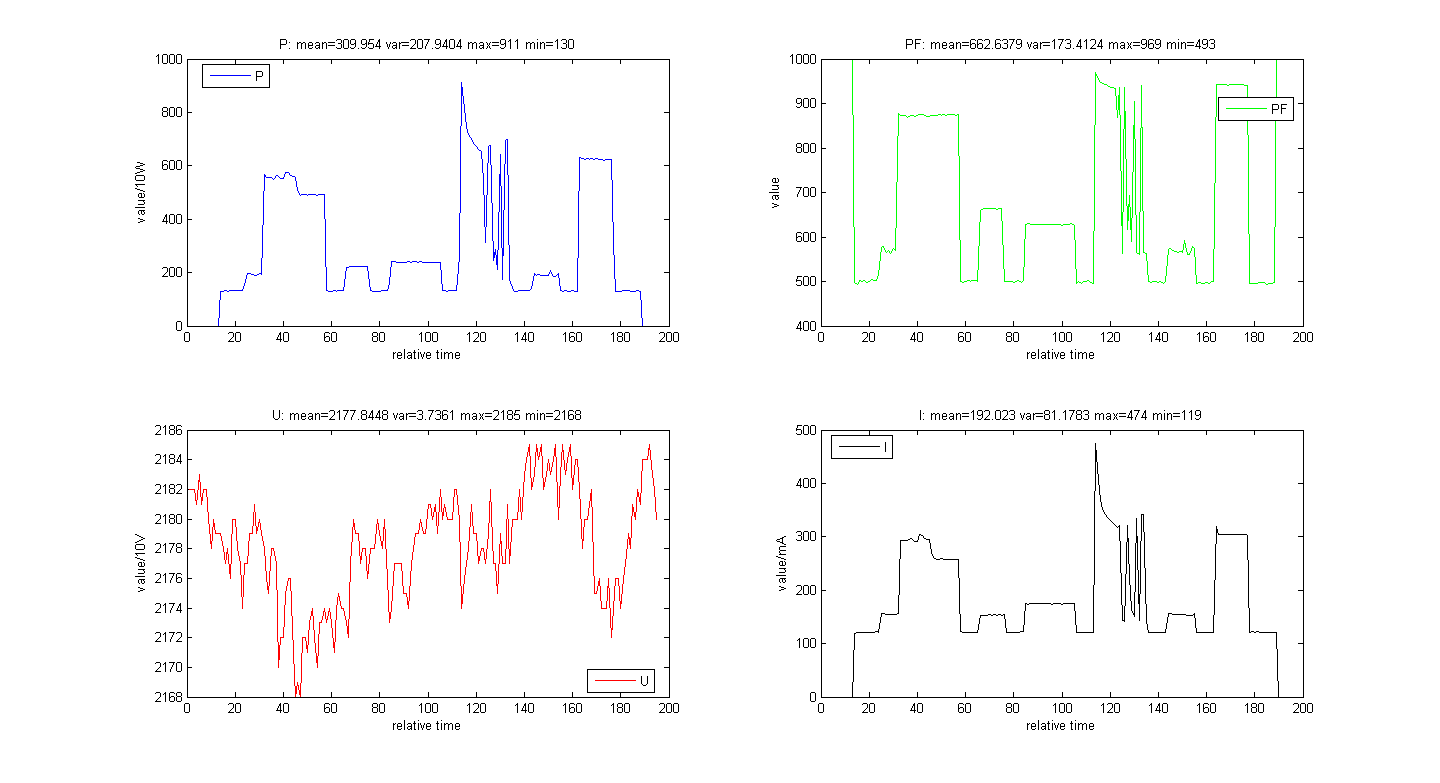 P: mean=309.954 var=207.9404 max=911 min=130
1000
800
600
400
200
0
value/10W
P
0 20 40 60 80 100 120 140 160 180 200
relative time
PF: mean=662.6379 var=173.4124 max=969 min=493
1000
900
800
700
600
500
400
value
PF
0 20 40 60 80 100 120 140 160 180 200
relative time
U: mean=2177.8448 var=3.7361 max=2185 min=2168
2186
2184
2182
2180
2178
2176
2174
2172
2170
2168
value/10V
U
0 20 40 60 80 100 120 140 160 180 200
relative time
I: mean=192.023 var=81.1783 max=474 min=119
500
400
300
200
100
0
value/mA
I
0 20 40 60 80 100 120 140 160 180 200
relative time